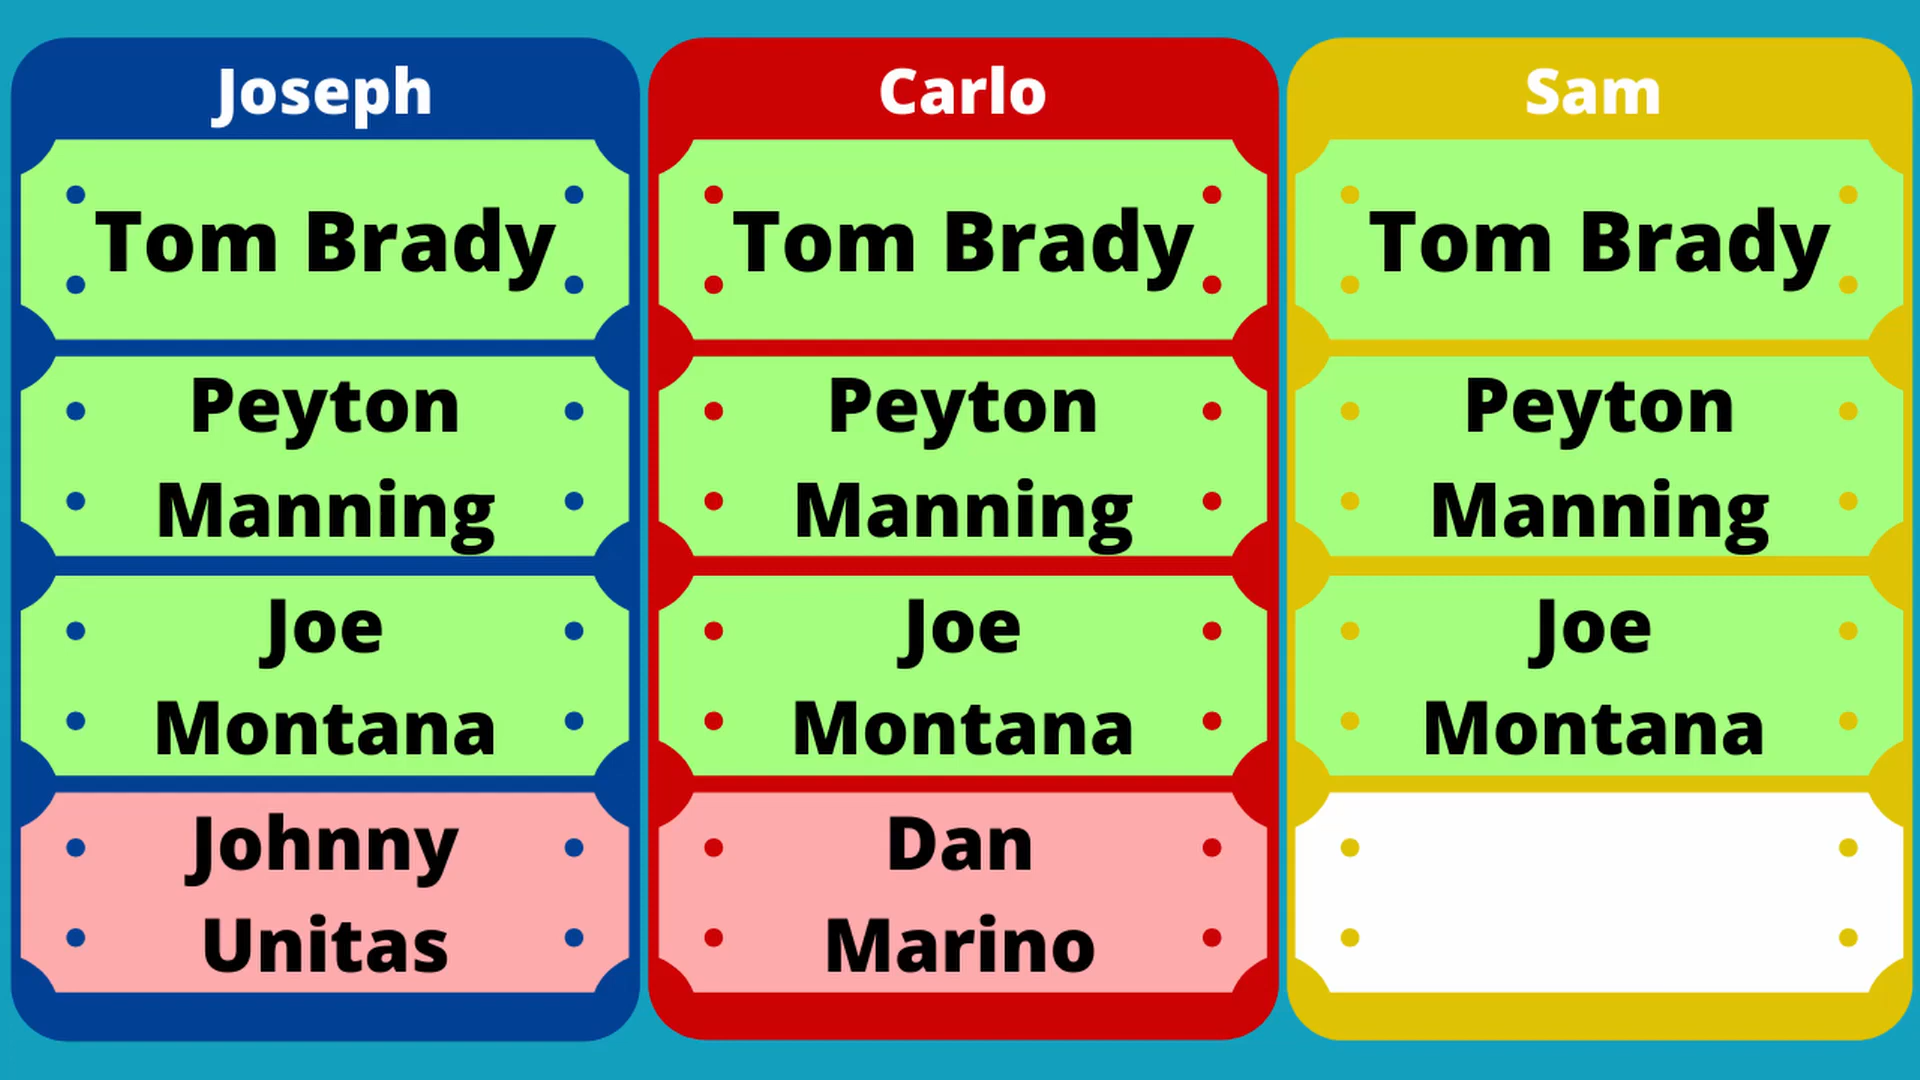 Joseph
Tom Brady
Peyton
Manning
Joe
Montana
Johnny
Unitas
Carlo
Tom Brady
Peyton
Manning
Joe
Montana
Dan
Marino
Sam
Tom Brady
Peyton
Manning
Joe
Montana